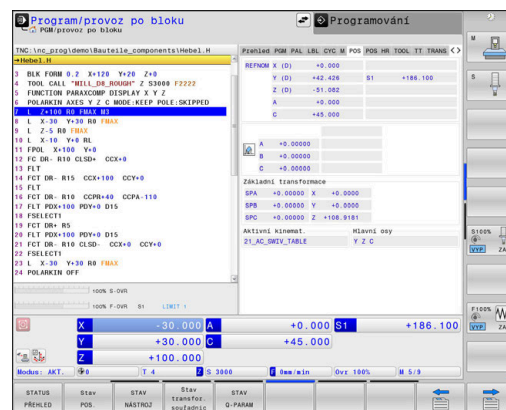 Program/provoz po bloku
PGM/provoz po bloku
Programování
TNC:\nc_prog\Bauteile_components\Hebel.H
→Hebel.H
3 BLK FORM 0.2 X+120 Y+20 Z+0
4 TOOL CALL "MILL_D8_ROUGH" Z S3000 F2222
5 FUNCTION PARAXCOMP DISPLAY X Y Z
6 POLARKIN AXES Y Z C MODE:KEEP POLE:SKIPPED
7 L Z+100 R0 FMAX M3
8 L X-30 Y+30 R0 FMAX
9 L Z-5 R0 FMAX
10 L X-10 Y+0 RL
11 FPOL X+100 Y+0
12 FC DR- R10 CLSD+ CCX+0
13 FLT
14 FCT DR- R15 CCX+100 CCY+0
15 FLT
16 FCT DR- R10 CCPR+40 CCPA-110
17 FLT PDX+100 PDY+0 D15
18 FSELECT1
19 FCT DR+ R5
20 FLT PDX+100 PDY+0 D15
21 FCT DR- R10 CLSD- CCX+0 CCY+0
22 FSELECT1
23 L X-30 Y+30 R0 FMAX
24 POLARKIN OFF
Přehled PGM PAL LBL CYC M POS POS HR TOOL TT TRANS
REFNOM X (D) +0.000
Y (D) +42.426 S1 +186.100
Z (D) -51.082
A +0.000
C +45.000
A +0.00000
B +0.00000
C +0.00000
Základní transformace
SPA +0.00000 X +0.0000
SPB +0.00000 Y +0.0000
SPC +0.00000 Z +108.9181
Aktivní kinemat. Hlavní osy
21_AC_SWIV_TABLE Y Z C
100% S-OVR
100% F-OVR S1 LIMIT 1
X -30.000 A +0.000 S1 +186.100
Y +30.000 C +45.000
Z +100.000
Modus: AKT. 0 T 4 Z S 3000 F 0mm/min Ovr 100% M 5/9
STATUS PŘEHLED
Stav POS.
STAV NÁSTROJ
Stav transfor. souřadnic
STAV Q-PARAM
M
S
S100%
VYP ZAP
F100%
VYP ZAP